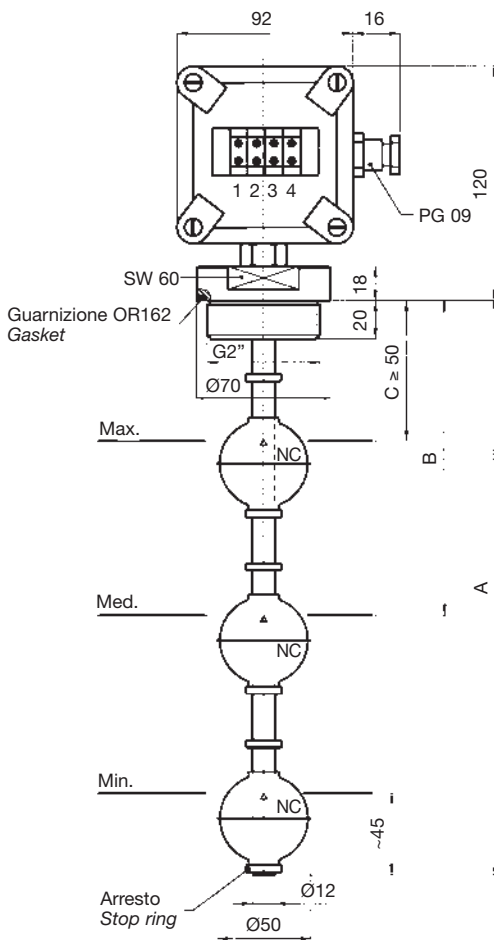 92
16
120
1 2 3 4
PG 09
SW 60
18
Guarnizione OR162
Gasket
20
G2”
Ø70
C ≥ 50
Max.
NC
B
Med.
NC
A
Min.
NC
~45
Arresto
Stop ring
Ø12
Ø50